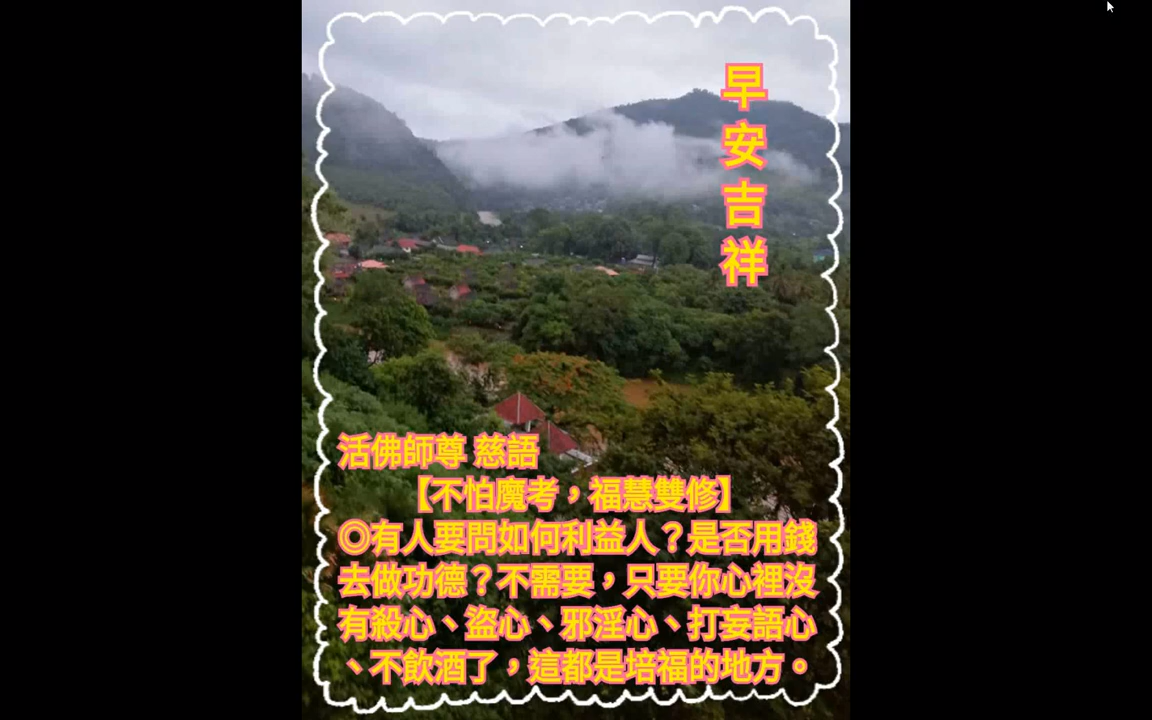 早安吉祥
活佛師尊 慈語
【不怕魔考，福慧雙修】
◎有人要問如何利益人？是否用錢
去做功德？不需要，只要你心裡沒
有殺心、盜心、邪淫心、打妄語心
、不飲酒了，這都是培福的地方。